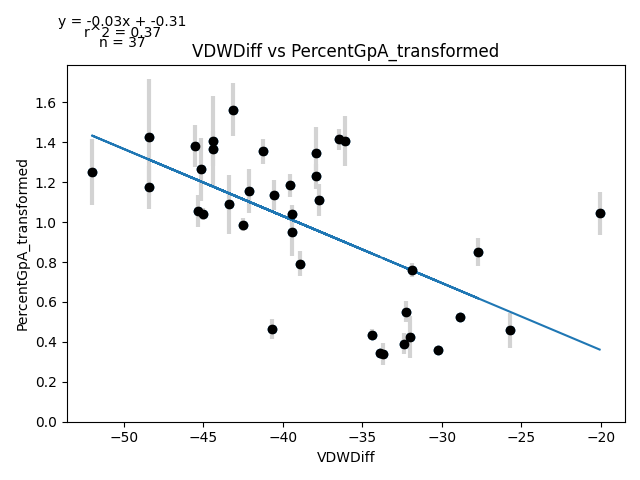 y = -0.03x + -0.31
r^2 = 0.37
n = 37
VDWDiff vs PercentGpA_transformed
1.6
1.4
1.2
1.0
0.8
0.6
0.4
0.2
0.0
PercentGpA_transformed
−50
−45
−40
−35
−30
−25
−20
VDWDiff